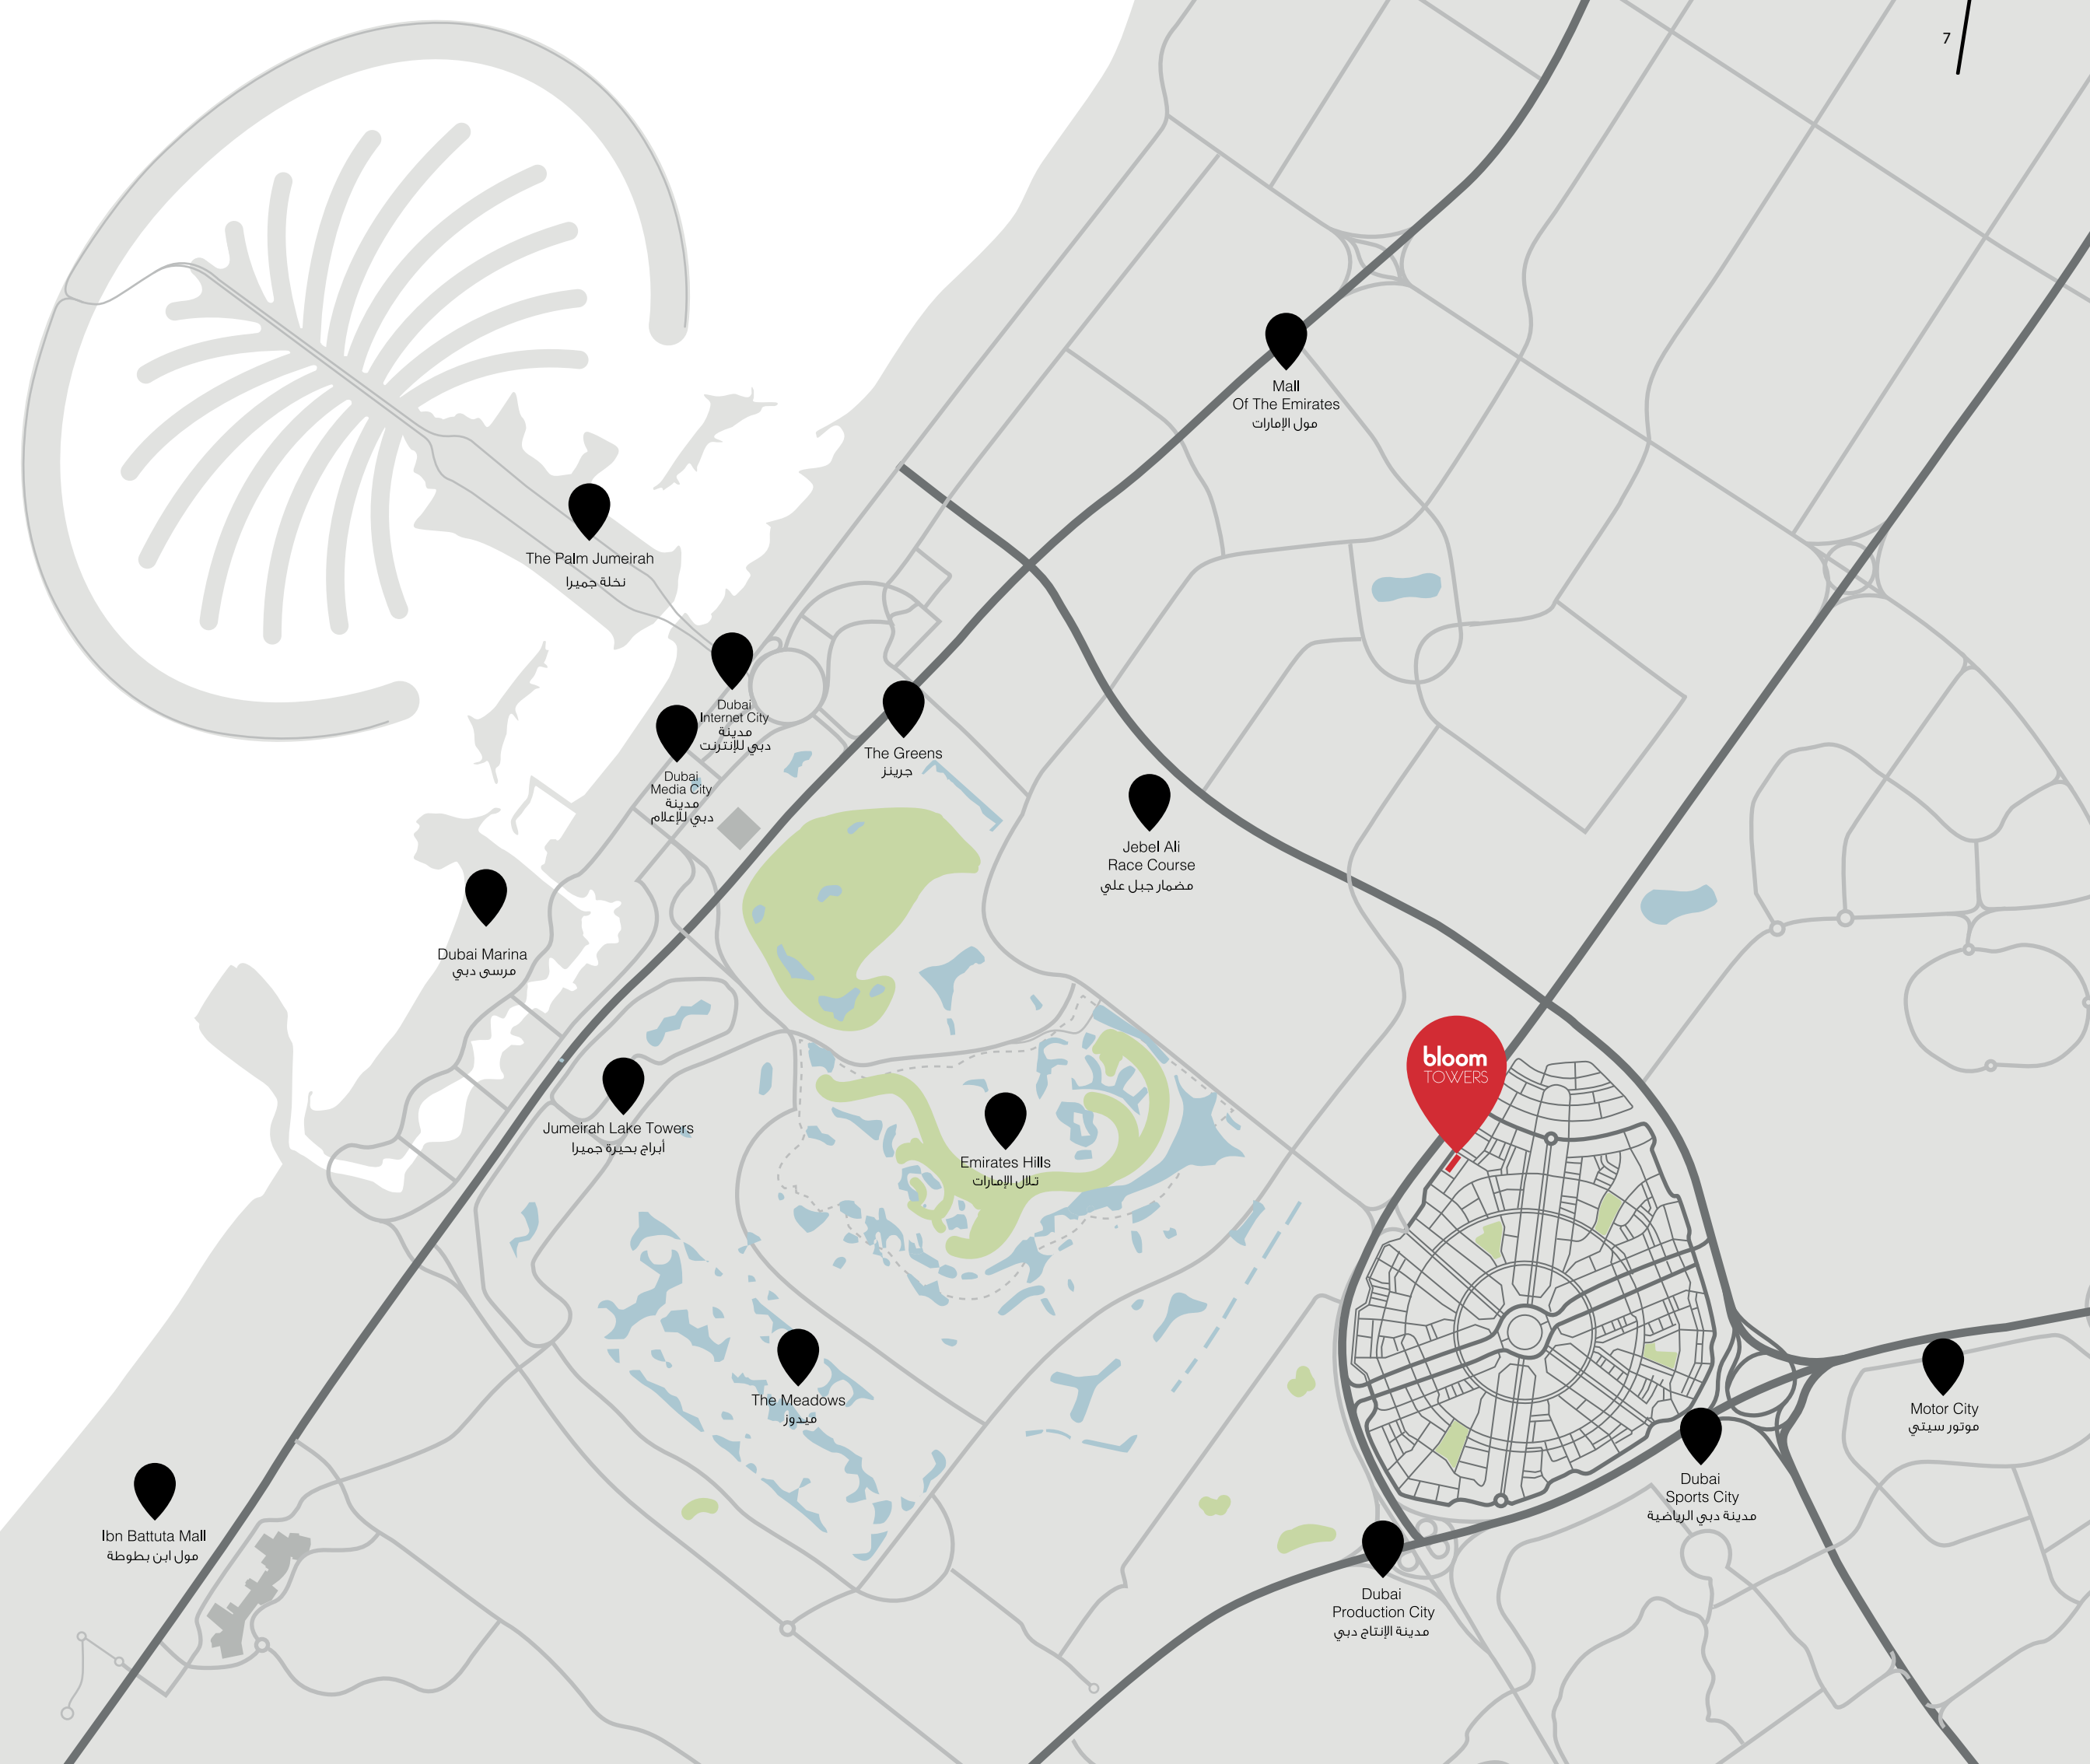 7
Mall
Of The Emirates
مول الإمارات
The Palm Jumeirah
نخلة جميرا
Dubai
Internet City
مدينة
دبي للإنترنت
The Greens
جرينز
Dubai
Media City
مدينة
دبي للإعلام
Jebel Ali
Race Course
مضمار جبل علي
Dubai Marina
مرسى دبي
bloom
TOWERS
Jumeirah Lake Towers
أبراج بحيرة جميرا
Emirates Hills
تلال الإمارات
The Meadows
ميدوز
Motor City
موتور سيتي
Dubai
Sports City
مدينة دبي الرياضية
Ibn Battuta Mall
مول ابن بطوطة
Dubai
Production City
مدينة الإنتاج دبي